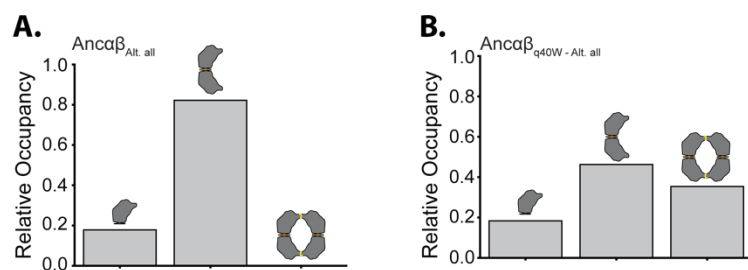 A.
Ancαβ Alt. all
Relative Occupancy
1.0
0.8
0.6
0.4
0.2
0.0
B.
Ancαβ q40W - Alt. all
Relative Occupancy
1.0
0.8
0.6
0.4
0.2
0.0